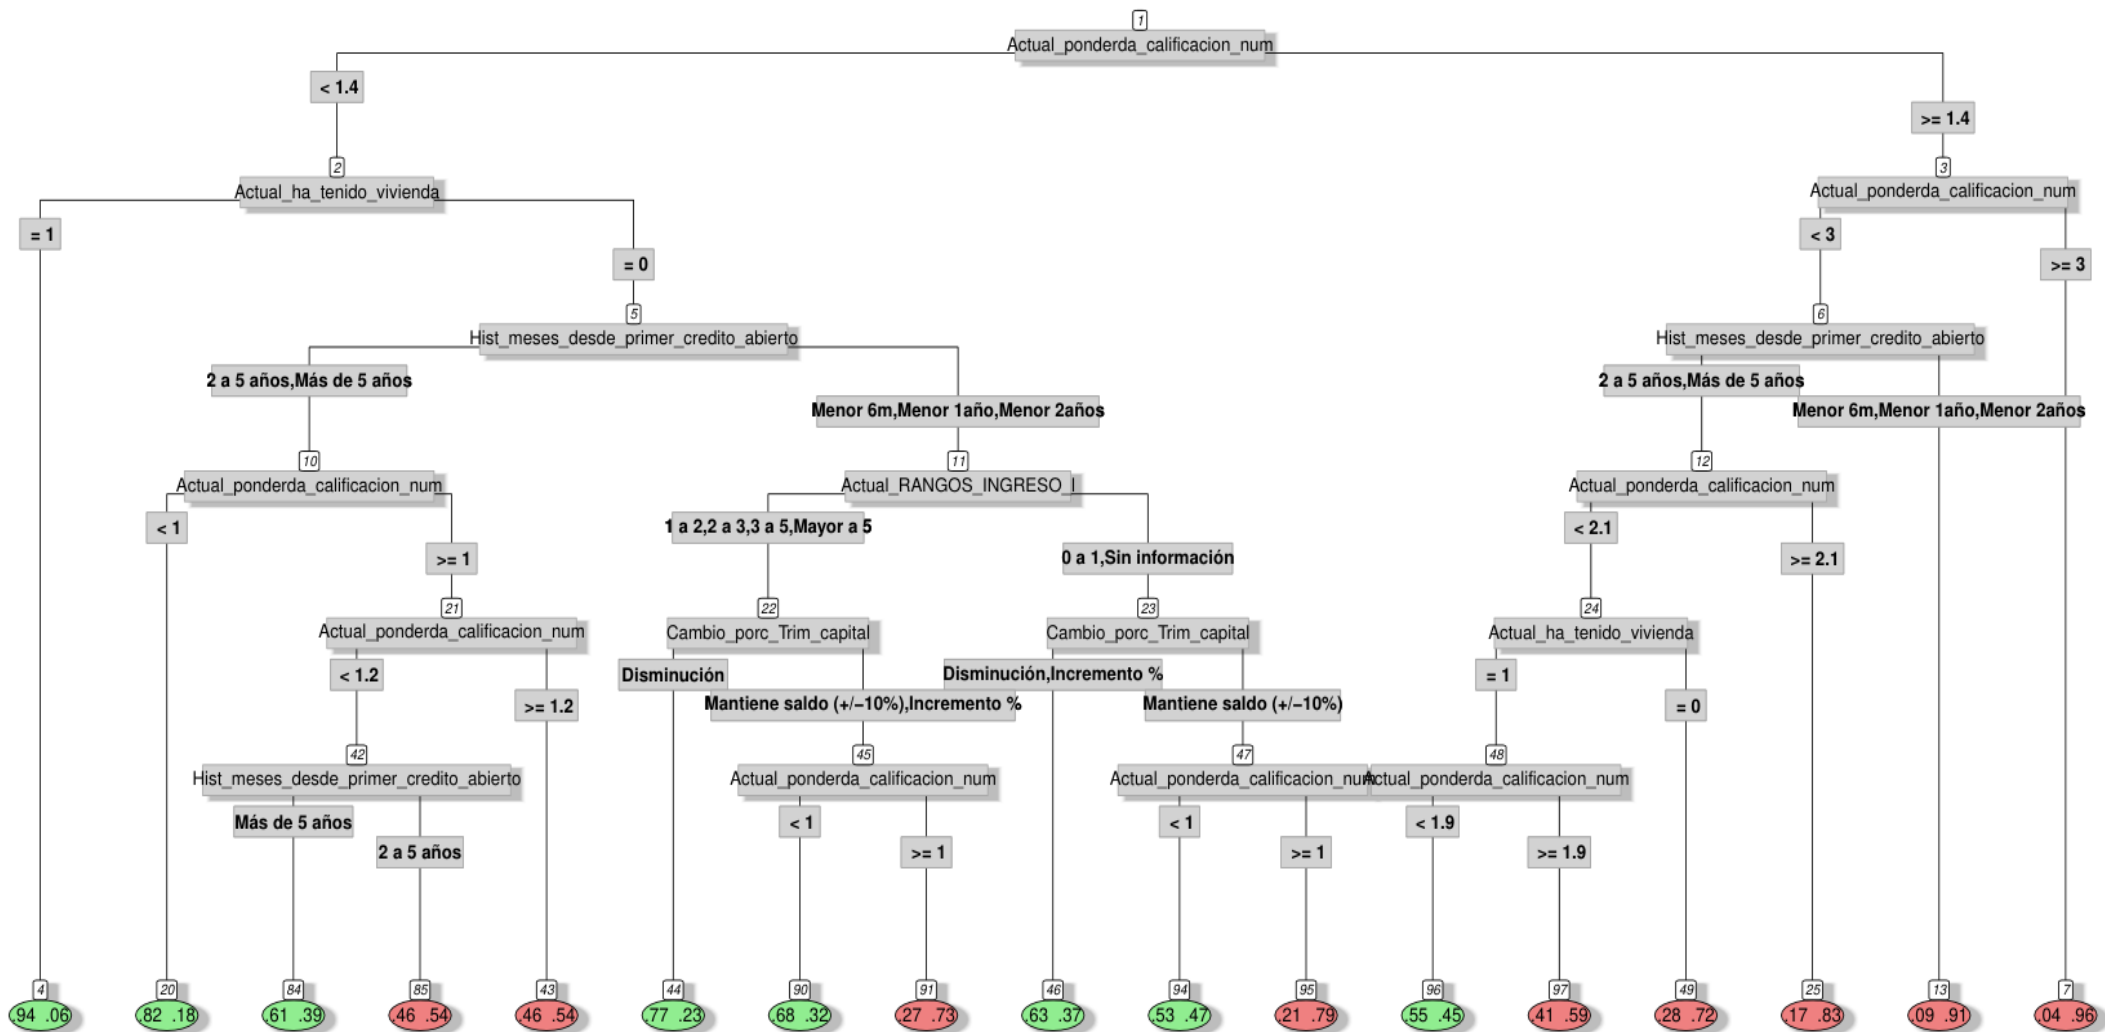 1
Actual_ponderda_calificacion_num
< 1.4
>= 1.4
2
3
Actual_ha_tenido_vivienda
Actual_ponderda_calificacion_num
= 1
< 3
= 0
>= 3
5
6
Hist_meses_desde_primer_credito_abierto
Hist_meses_desde_primer_credito_abierto
2 a 5 años,Más de 5 años
2 a 5 años,Más de 5 años
Menor 6m,Menor 1año,Menor 2años
Menor 6m,Menor 1año,Menor 2años
10
11
12
Actual_ponderda_calificacion_num
Actual_RANGOS_INGRESO_I
Actual_ponderda_calificacion_num
< 1
1 a 2,2 a 3,3 a 5,Mayor a 5
< 2.1
>= 1
0 a 1,Sin información
>= 2.1
21
22
23
24
Actual_ponderda_calificacion_num
Cambio_porc_Trim_capital
Cambio_porc_Trim_capital
Actual_ha_tenido_vivienda
< 1.2
Disminución
Disminución,Incremento %
= 1
>= 1.2
Mantiene saldo (+/−10%),Incremento %
Mantiene saldo (+/−10%)
= 0
42
45
47
48
Hist_meses_desde_primer_credito_abierto
Actual_ponderda_calificacion_num
Actual_ponderda_calificacion_num
Actual_ponderda_calificacion_num
Más de 5 años
< 1
< 1
< 1.9
2 a 5 años
>= 1
>= 1
>= 1.9
4
20
84
85
43
44
90
91
46
94
95
96
97
49
25
13
7
.94 .06
.82 .18
.61 .39
.46 .54
.46 .54
.77 .23
.68 .32
.27 .73
.63 .37
.53 .47
.21 .79
.55 .45
.41 .59
.28 .72
.17 .83
.09 .91
.04 .96